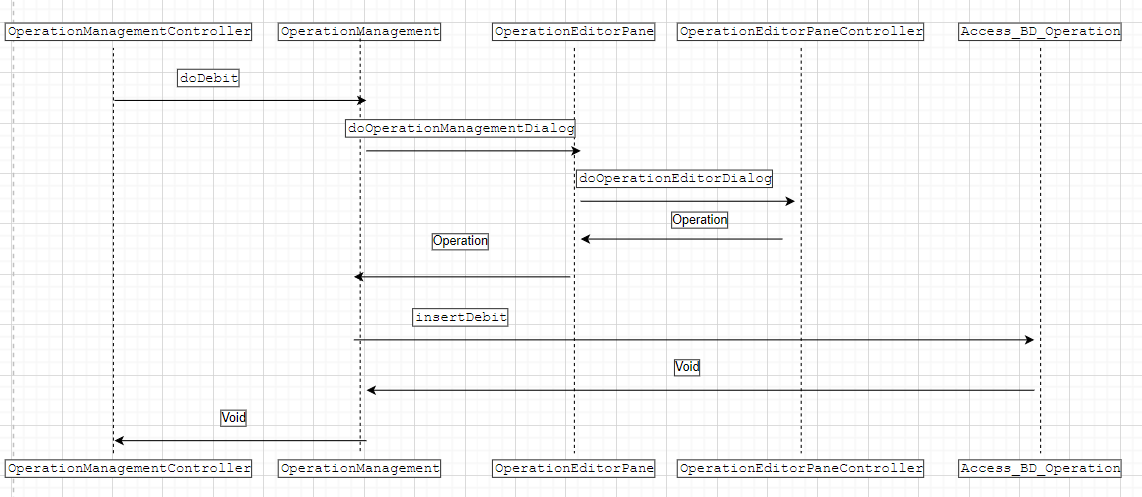 OperationManagementController
OperationManagement
OperationEditorPane
OperationEditorPaneController
Access_BD_Operation
doDebit
doOperationManagementDialog
doOperationEditorDialog
Operation
Operation
insertDebit
Void
Void
OperationManagementController
OperationManagement
OperationEditorPane
OperationEditorPaneController
Access_BD_Operation